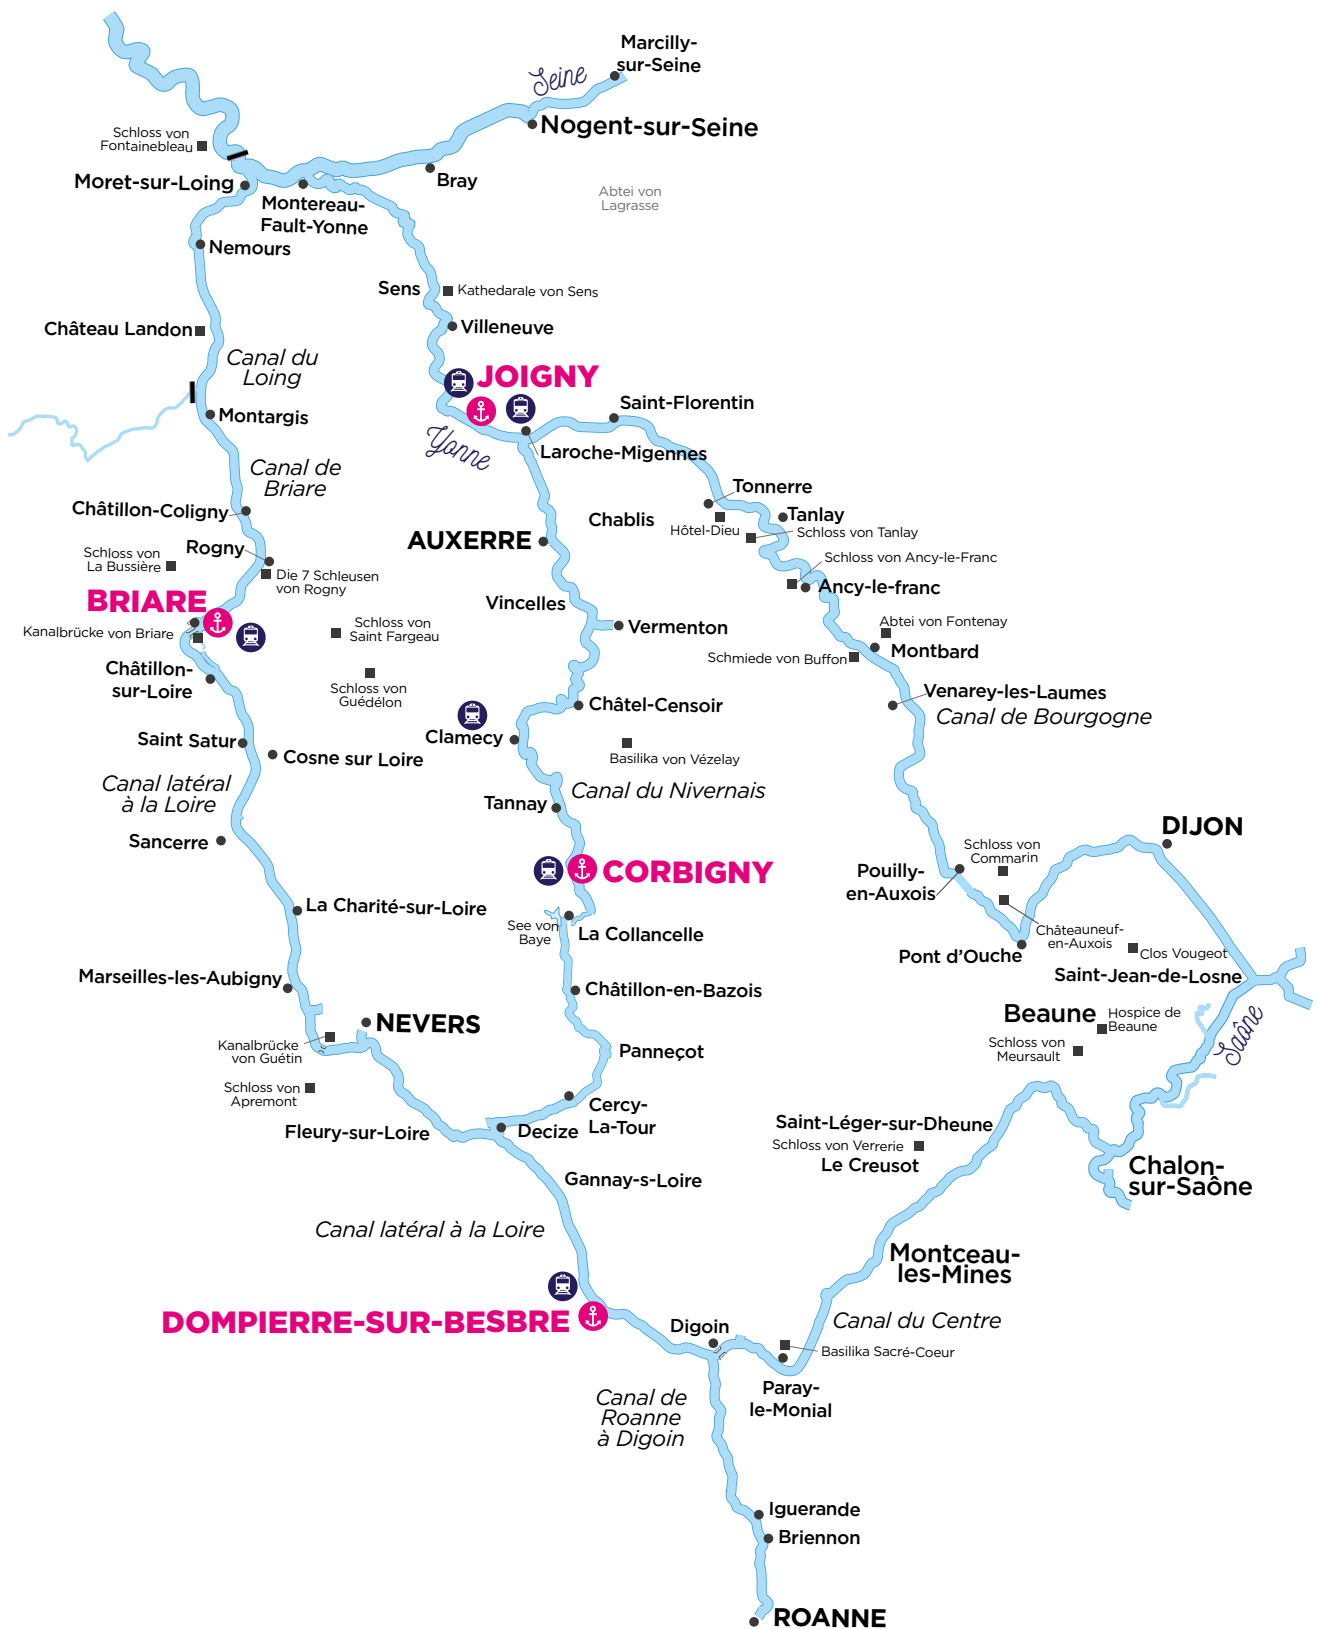 Marcilly-
sur-Seine
Seine
Nogent-sur-Seine
Schloss von
Fontainebleau
Moret-sur-Loing
Bray
Abtei von
Lagrasse
Montereau-
Fault-Yonne
Nemours
Sens
Kathedarale von Sens
Château Landon
Villeneuve
Canal du
Loing
JOIGNY
Montargis
Saint-Florentin
Yonne
Laroche-Migennes
Canal de
Briare
Tonnerre
Châtillon-Coligny
Chablis
Tanlay
Hôtel-Dieu
Schloss von Tanlay
AUXERRE
Rogny
Schloss von
La Bussière
Schloss von Ancy-le-Franc
Die 7 Schleusen
von Rogny
Ancy-le-franc
BRIARE
Vincelles
Kanalbrücke von Briare
Schloss von
Saint Fargeau
Vermenton
Abtei von Fontenay
Montbard
Schmiede von Buffon
Châtillon-
sur-Loire
Schloss von
Guédélon
Venarey-les-Laumes
Châtel-Censoir
Canal de Bourgogne
Saint Satur
Clamecy
Cosne sur Loire
Basilika von Vézelay
Canal latéral
à la Loire
Canal du Nivernais
Tannay
Sancerre
DIJON
Schloss von
Commarin
CORBIGNY
Pouilly-
en-Auxois
La Charité-sur-Loire
See von
Baye
La Collancelle
Châteauneuf-
en-Auxois
Pont d'Ouche
Clos Vougeot
Marseilles-les-Aubigny
Saint-Jean-de-Losne
Châtillon-en-Bazois
NEVERS
Beaune
Hospice de
Beaune
Saône
Kanalbrücke
von Guétin
Panneçot
Schloss von
Meursault
Schloss von
Apremont
Cercy-
La-Tour
Fleury-sur-Loire
Decize
Saint-Léger-sur-Dheune
Schloss von Verrerie
Le Creusot
Chalon-
sur-Saône
Gannay-s-Loire
Canal latéral à la Loire
Montceau-
les-Mines
DOMPIERRE-SUR-BESBRE
Digoin
Canal du Centre
Basilika Sacré-Coeur
Paray-
le-Monial
Canal de
Roanne
à Digoin
Iguerande
Briennon
ROANNE